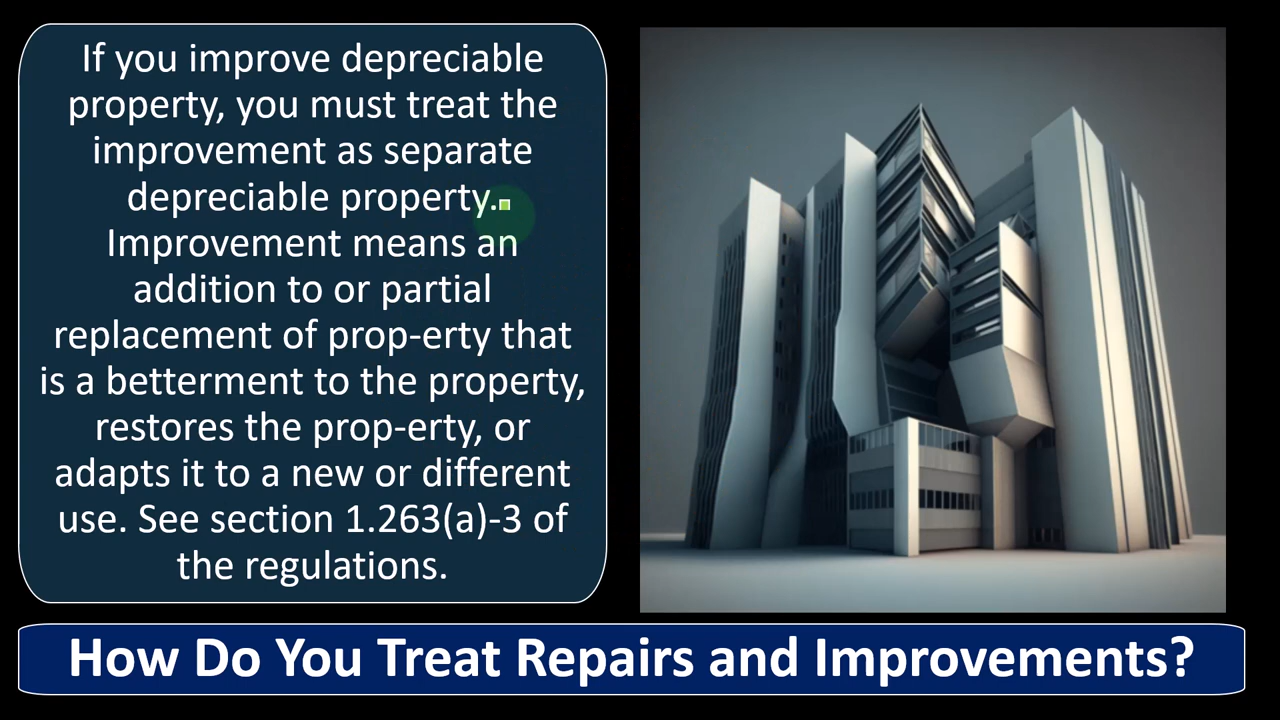 If you improve depreciable
property, you must treat the
improvement as separate
depreciable property.
Improvement means an
addition to or partial
replacement of prop-erty that
is a betterment to the property,
restores the prop-erty, or
adapts it to a new or different
use. See section 1.263(a)-3 of
the regulations.
How Do You Treat Repairs and Improvements?